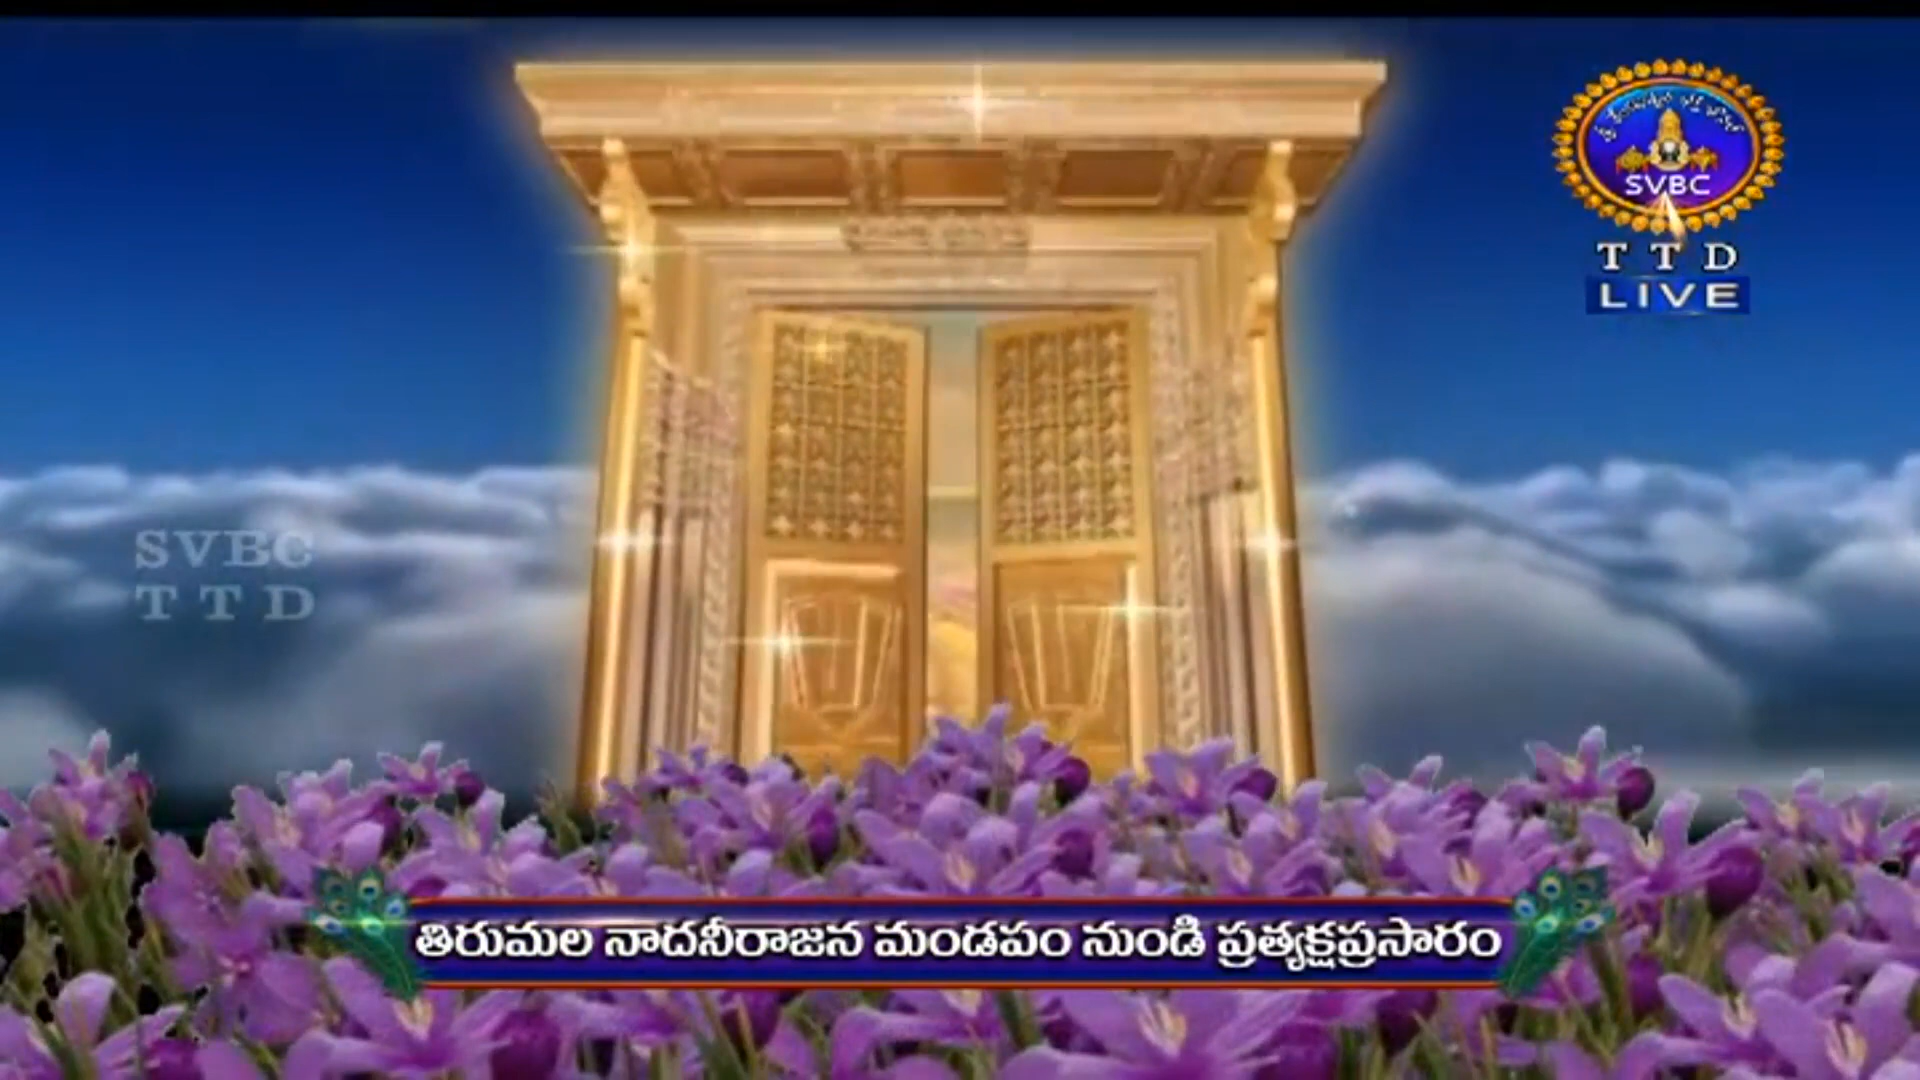 SVBC
TTD
LIVE
SVBC
TTD
తిరుమల నాదనీరాజన మండపం నుండి ప్రత్యక్షప్రసారం